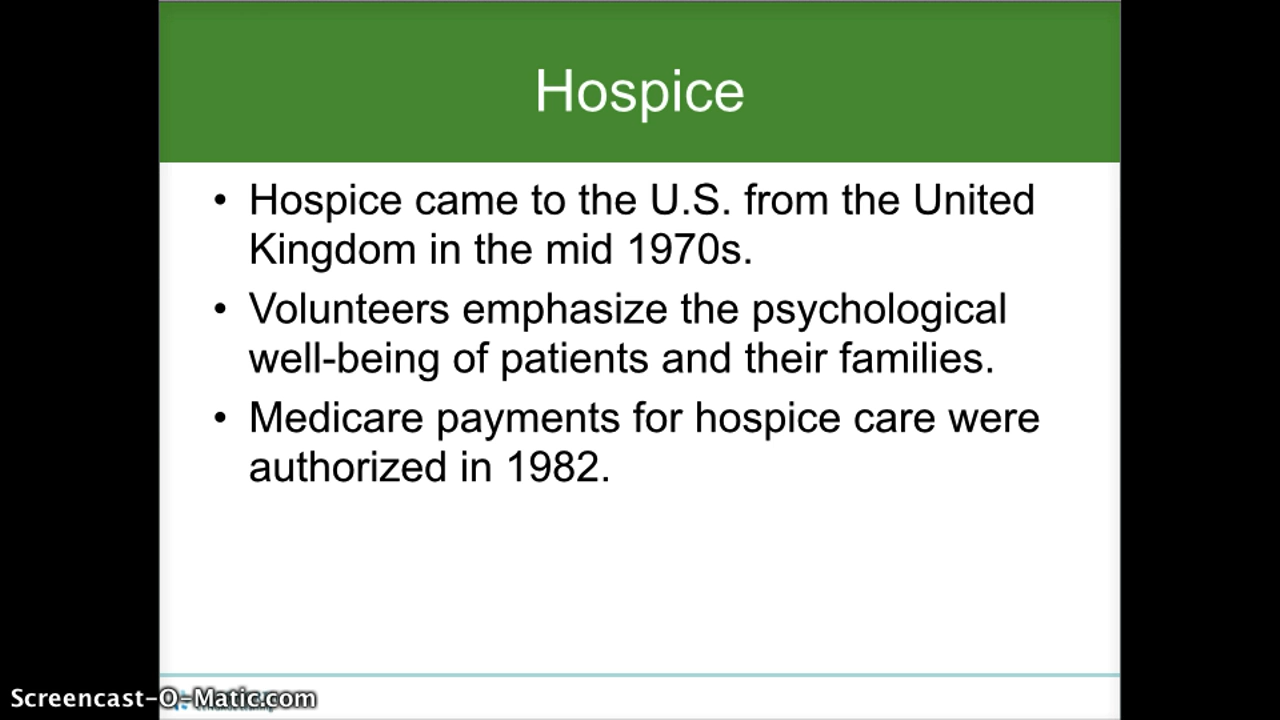 Hospice
• Hospice came to the U.S. from the United
Kingdom in the mid 1970s.
• Volunteers emphasize the psychological
well-being of patients and their families.
• Medicare payments for hospice care were
authorized in 1982.
Screencast-O-Matic.com